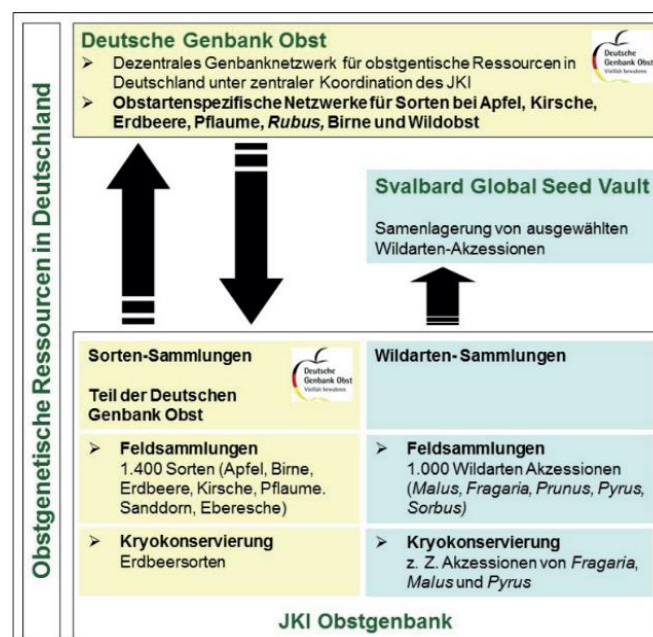 Obstgenetische Ressourcen in Deutschland
Deutsche Genbank Obst
➢ Dezentrales Genbanknetzwerk für obstgentische Ressourcen in
Deutschland unter zentraler Koordination des JKI
➢ Obstartenspezifische Netzwerke für Sorten bei Apfel, Kirsche,
Erdbeere, Pflaume, Rubus, Birne und Wildobst
Deutsche
Genbank Obst
Vielfalt bewahren
Svalbard Global Seed Vault
Samenlagerung von ausgewählten
Wildarten-Akzessionen
Sorten-Sammlungen
Teil der Deutschen
Genbank Obst
Deutsche
Genbank Obst
Vielfalt bewahren
➢ Feldsammlungen
1.400 Sorten (Apfel, Birne,
Erdbeere, Kirsche, Pflaume.
Sanddorn, Eberesche)
➢ Kryokonservierung
Erdbeersorten
Wildarten- Sammlungen
➢ Feldsammlungen
1.000 Wildarten Akzessionen
(Malus, Fragaria, Prunus, Pyrus,
Sorbus)
➢ Kryokonservierung
z. Z. Akzessionen von Fragaria,
Malus und Pyrus
JKI Obstgenbank